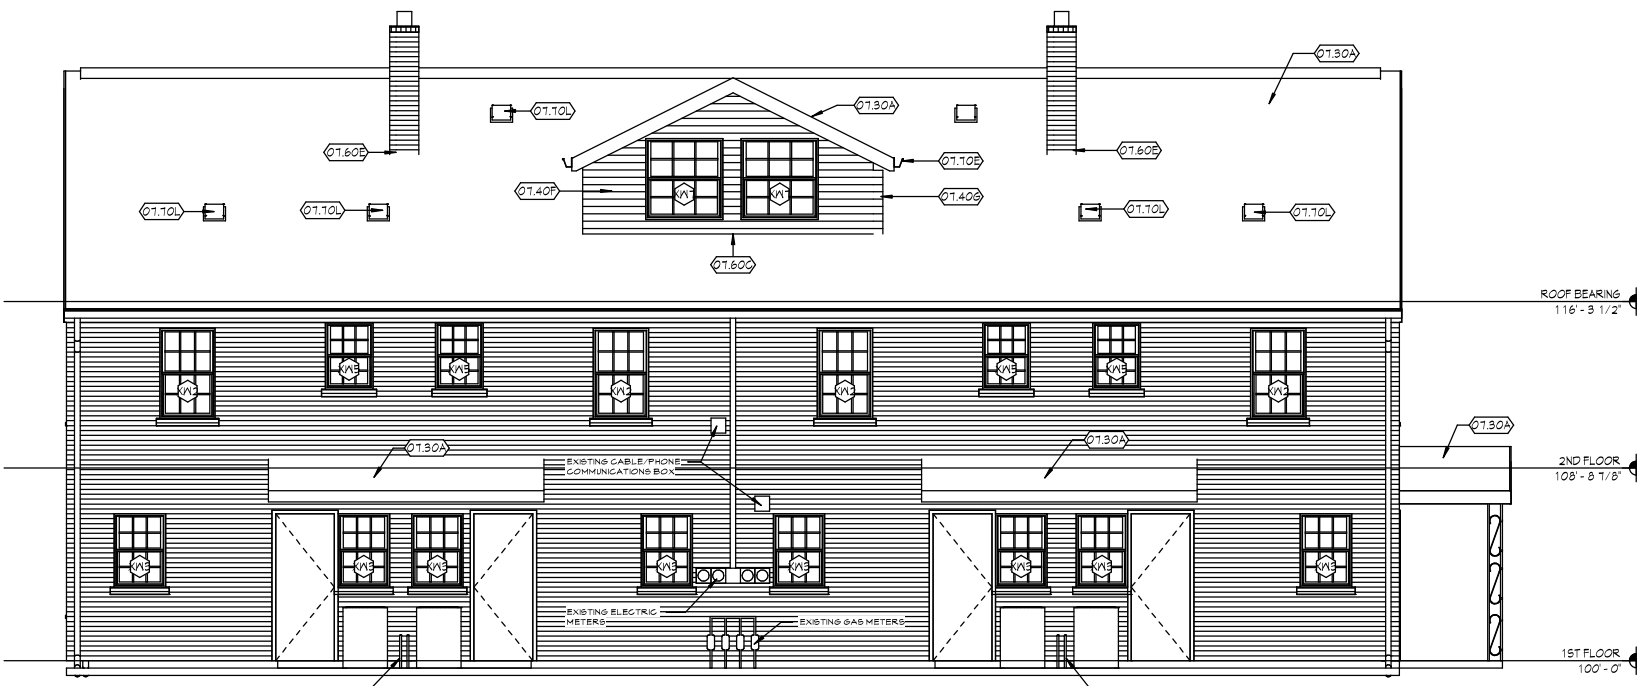 07.30A
07.70L
07.30A
07.60E
07.60E
07.70E
07.40F
07.40G
07.70L
07.70L
07.70L
07.70L
07.60C
ROOF BEARING
116' - 3 1/2"
07.30A
07.30A
07.30A
EXISTING CABLE/PHONE
COMMUNICATIONS BOX
2ND FLOOR
108' - 8 7/8"
EXISTING ELECTRIC
METERS
EXISTING GAS METERS
1ST FLOOR
100' - 0"